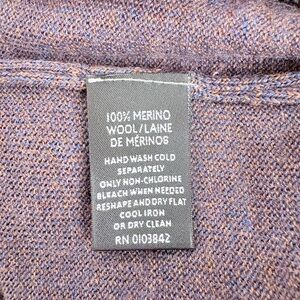 100% MERINO
WOOL/LAINE
DE MÉRINOS
HAND WASH COLD
SEPARATELY
ONLY NON-CHLORINE
BLEACH WHEN NEEDED
RESHAPE AND DRY FLAT
COOL IRON
OR DRY CLEAN
RN 0103842